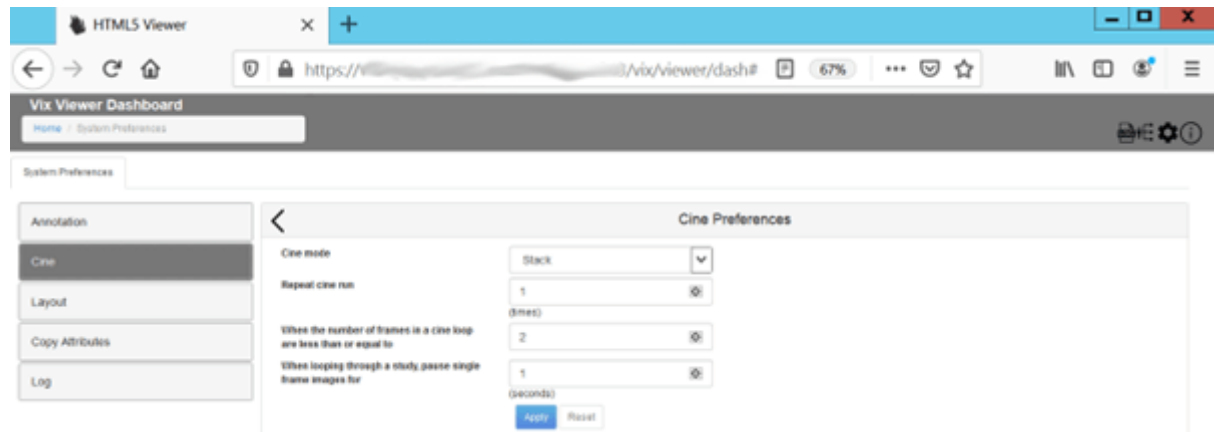 HTML5 Viewer
https://
/vix/viewer/dash#
67%
Vix Viewer Dashboard
Home / System Preferences
System Preferences
Annotation
Cine
Layout
Copy Attributes
Log
Cine Preferences
Cine mode
Stack
Repeat cine run
1
(times)
When the number of frames in a cine loop
are less than or equal to
2
When looping through a study, pause single
frame images for
1
(seconds)
Apply Reset